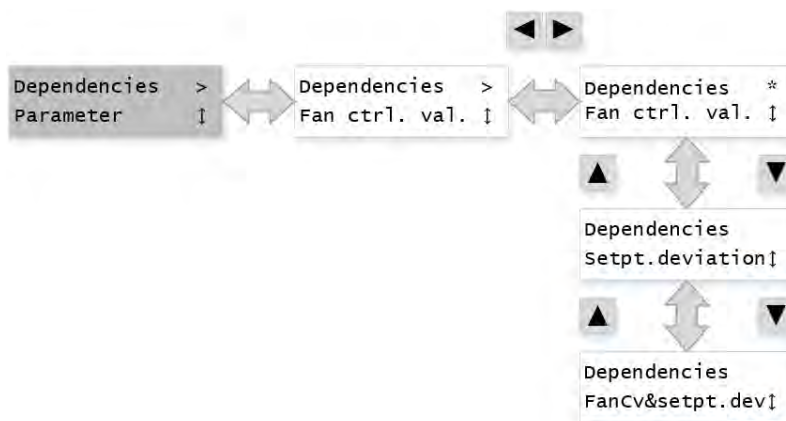 Dependencies >
Parameter ↕
Dependencies >
Fan ctrl. val. ↕
Dependencies *
Fan ctrl. val. ↕
Dependencies
Setpt.deviation↕
Dependencies
FanCv&setpt.dev↕